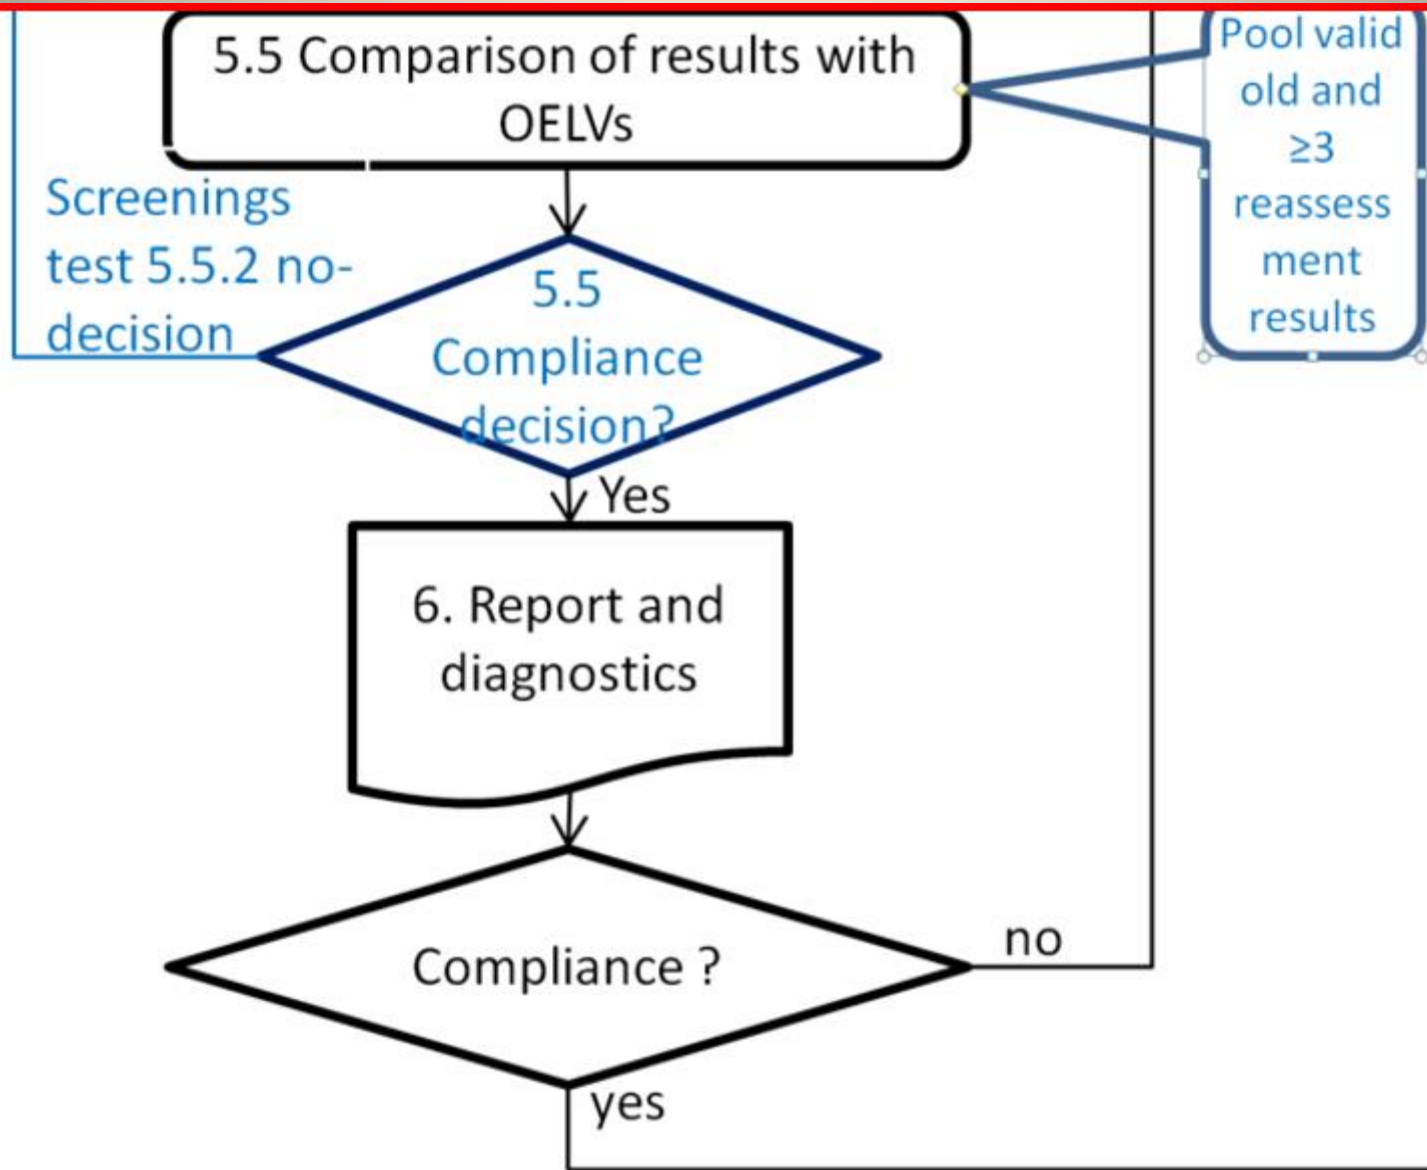 5.5 Comparison of results with
OELVs
Pool valid
old and
≥3
reassess
ment
results
Screenings
test 5.5.2 no-
decision
5.5
Compliance
decision?
Yes
6. Report and
diagnostics
Compliance ?
no
yes